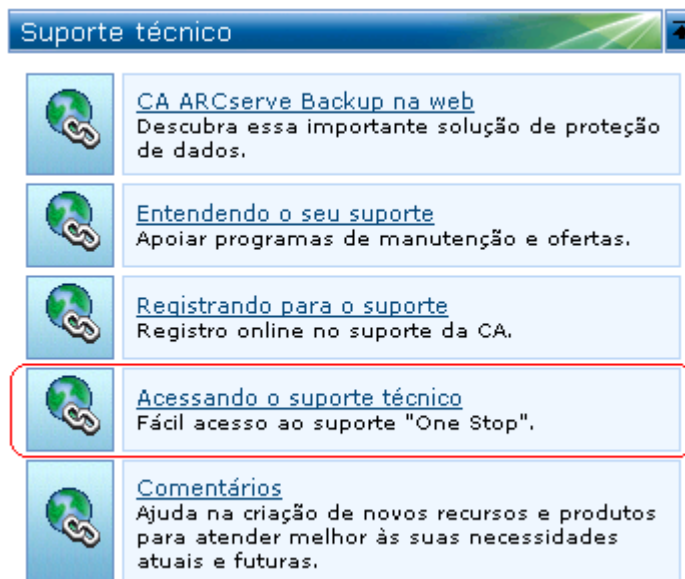 Suporte técnico
CA ARCserve Backup na web
Descubra essa importante solução de proteção
de dados.
Entendendo o seu suporte
Apoiar programas de manutenção e ofertas.
Registrando para o suporte
Registro online no suporte da CA.
Acessando o suporte técnico
Fácil acesso ao suporte "One Stop".
Comentários
Ajuda na criação de novos recursos e produtos
para atender melhor às suas necessidades
atuais e futuras.